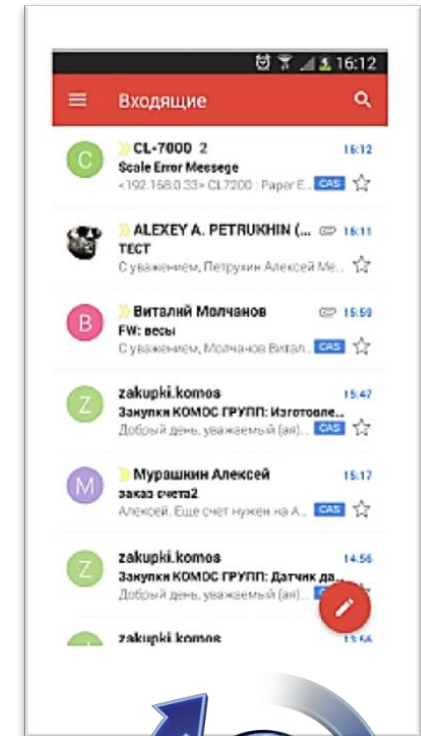 16:12
Входящие
C CL-7000 2 16:12
Scale Error Messege
<192.168.0.33> CL7200 : Paper E.. CAS
ALEXEY A. PETRUKHIN (... 16:11
ТЕСТ
С уважением, Петрухин Алексей Ме...
В Виталий Молчанов 15:59
FW: весы
С уважением, Молчанов Витал.. CAS
Z zakupki.komos 15:47
Закупки КОМОС ГРУПП: Изготовле...
Добрый день, уважаемый (ая).. CAS
М Мурашкин Алексей 15:17
заказ счета2
Алексей. Еще счет нужен на А.. CAS
Z zakupki.komos 14:56
Закупки КОМОС ГРУПП: Датчик да...
Добрый день, уважаемый (ая)..
zakupki.komos 13:56